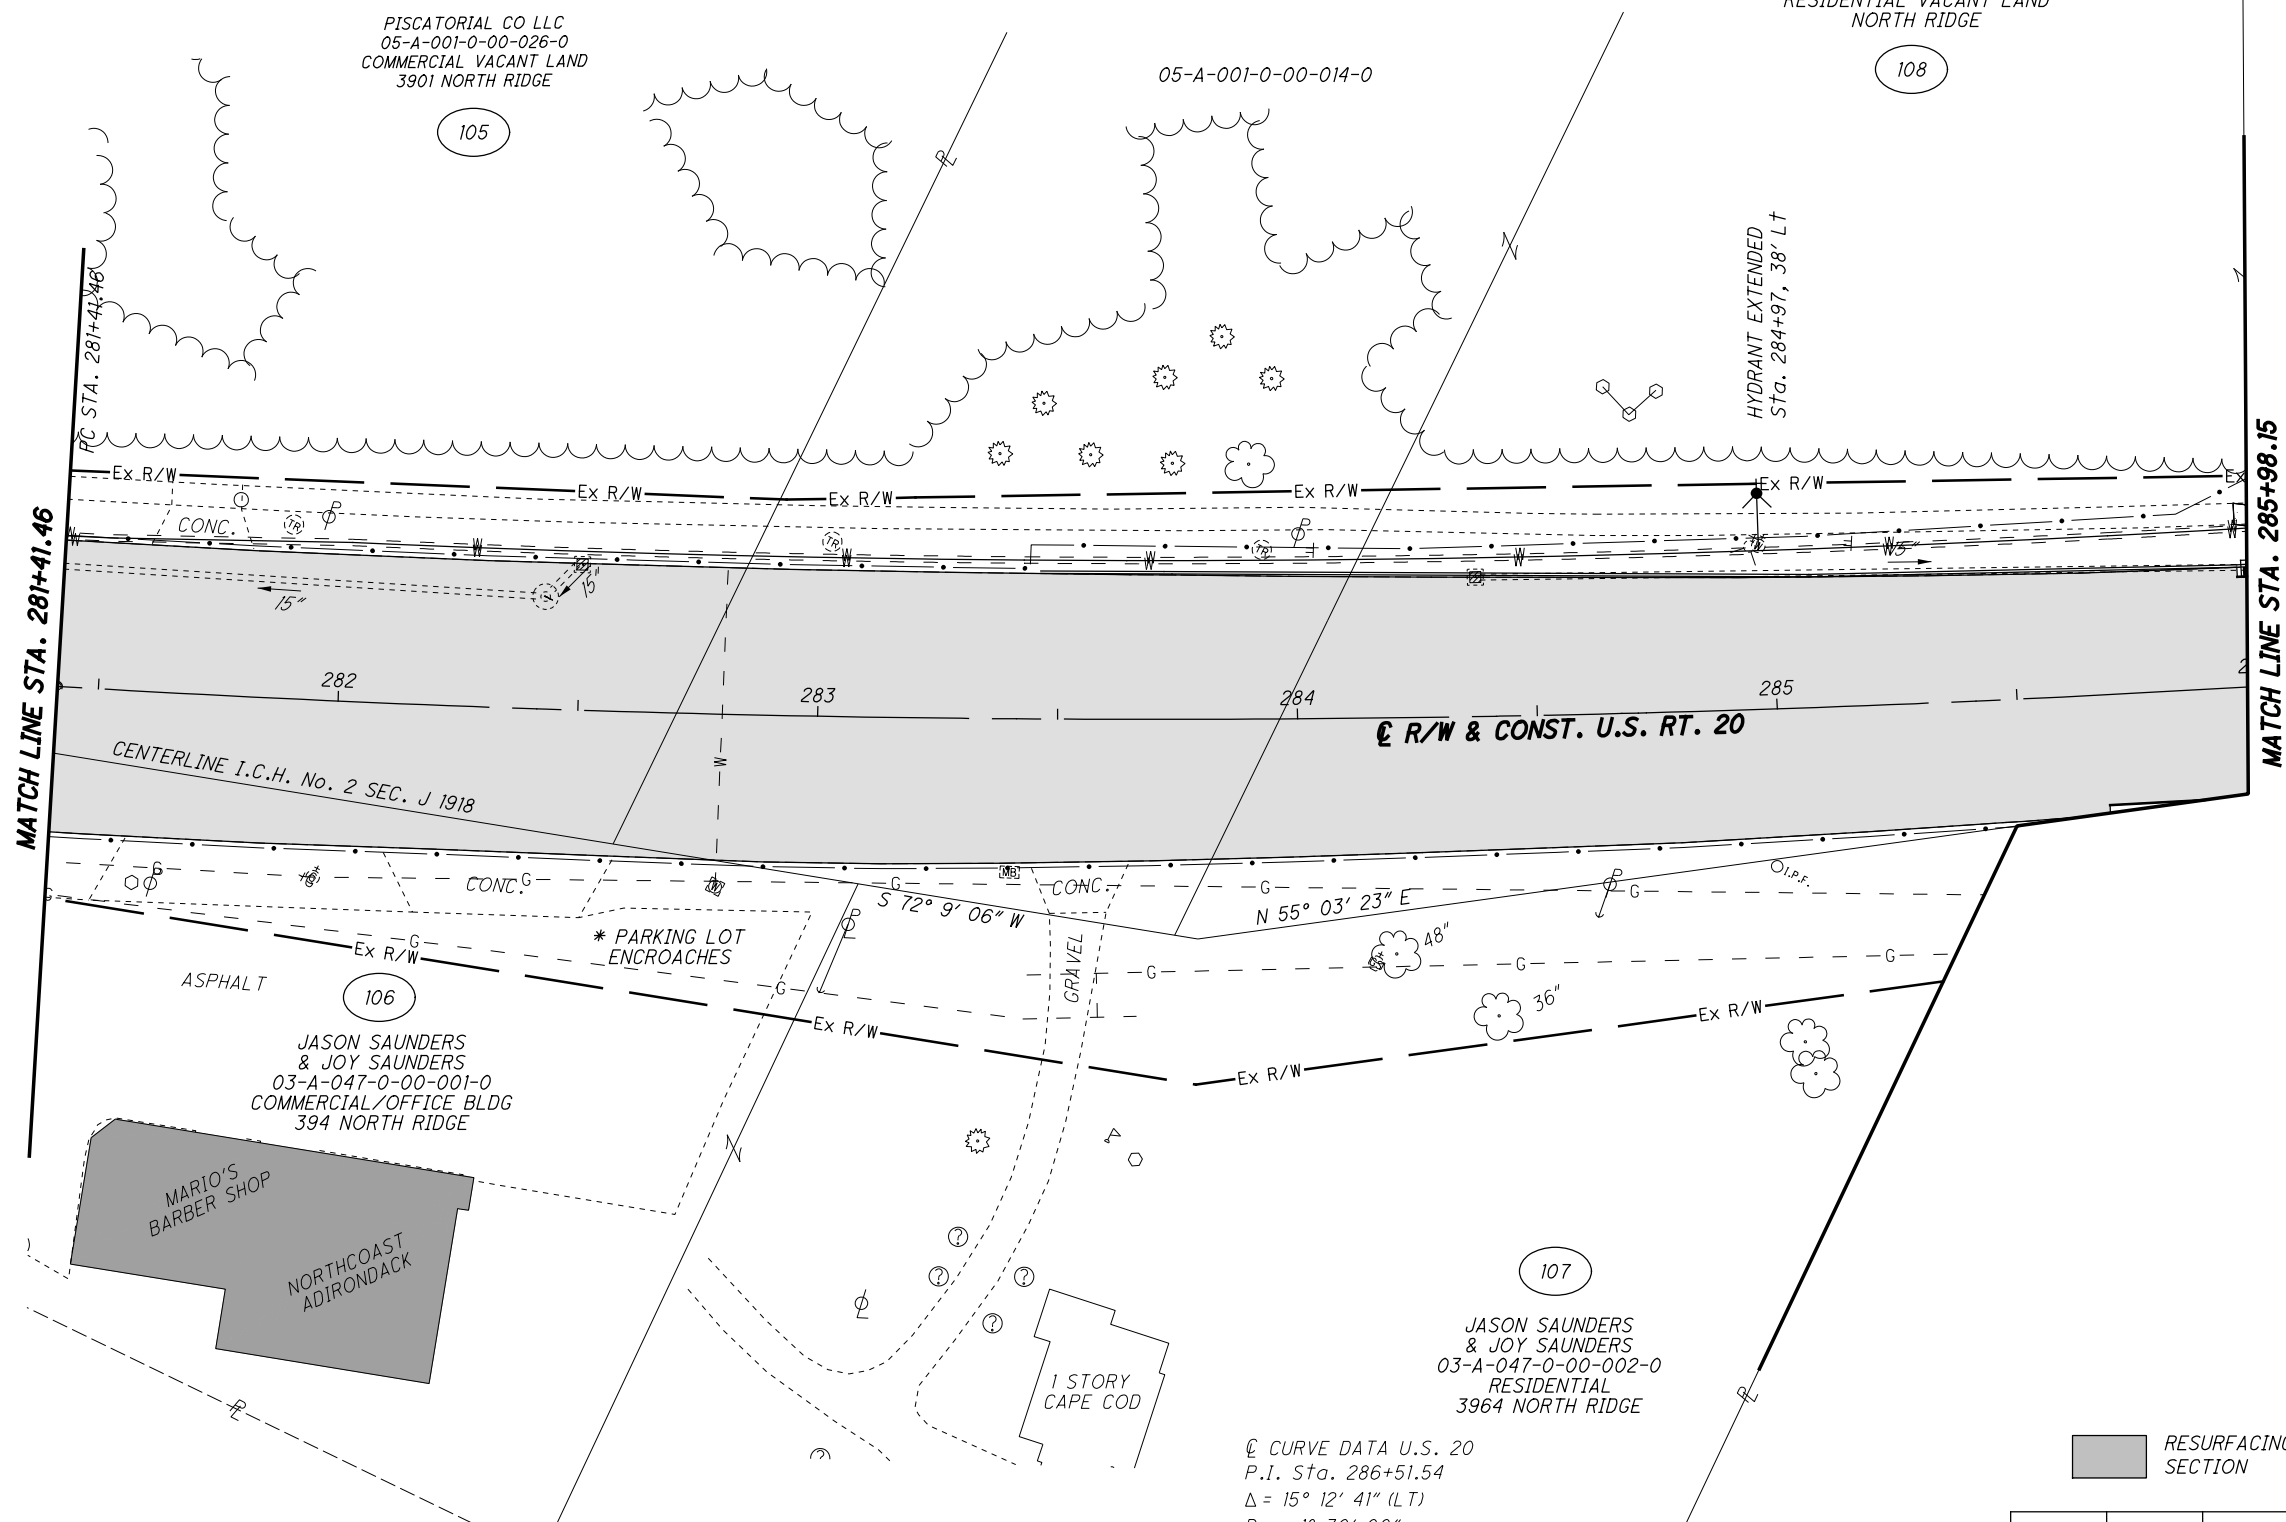 PISCATORIAL CO LLC
05-A-001-0-00-026-0
COMMERCIAL VACANT LAND
3901 NORTH RIDGE
105
05-A-001-0-00-014-0
RESIDENTIAL VACANT LAND
NORTH RIDGE
108
PC STA. 281+41.46
HYDRANT EXTENDED
Sta. 284+97, 38' Lt
MATCH LINE STA. 281+41.46
MATCH LINE STA. 285+98.15
Ex R/W
Ex R/W
Ex R/W
Ex R/W
Ex R/W
Ex
CONC.
TR
TR
TR
W
W
W
W
W
W
W
15"
15"
15"
282
283
284
285
2
℄ R/W & CONST. U.S. RT. 20
W
CENTERLINE I.C.H. No. 2 SEC. J 1918
CONC.
MB
CONC.
G
G
G
G
G
G
I.P.F.
S 72° 9' 06" W
N 55° 03' 23" E
* PARKING LOT
ENCROACHES
48"
36"
G
G
G
G
G
GRAVEL
Ex R/W
Ex R/W
Ex R/W
Ex R/W
ASPHALT
106
JASON SAUNDERS
& JOY SAUNDERS
03-A-047-0-00-001-0
COMMERCIAL/OFFICE BLDG
394 NORTH RIDGE
MARIO'S
BARBER SHOP
NORTHCOAST
ADIRONDACK
?
?
?
?
?
1 STORY
CAPE COD
107
JASON SAUNDERS
& JOY SAUNDERS
03-A-047-0-00-002-0
RESIDENTIAL
3964 NORTH RIDGE
℄ CURVE DATA U.S. 20
P.I. Sta. 286+51.54
Δ = 15° 12' 41" (LT)
RESURFACING
SECTION